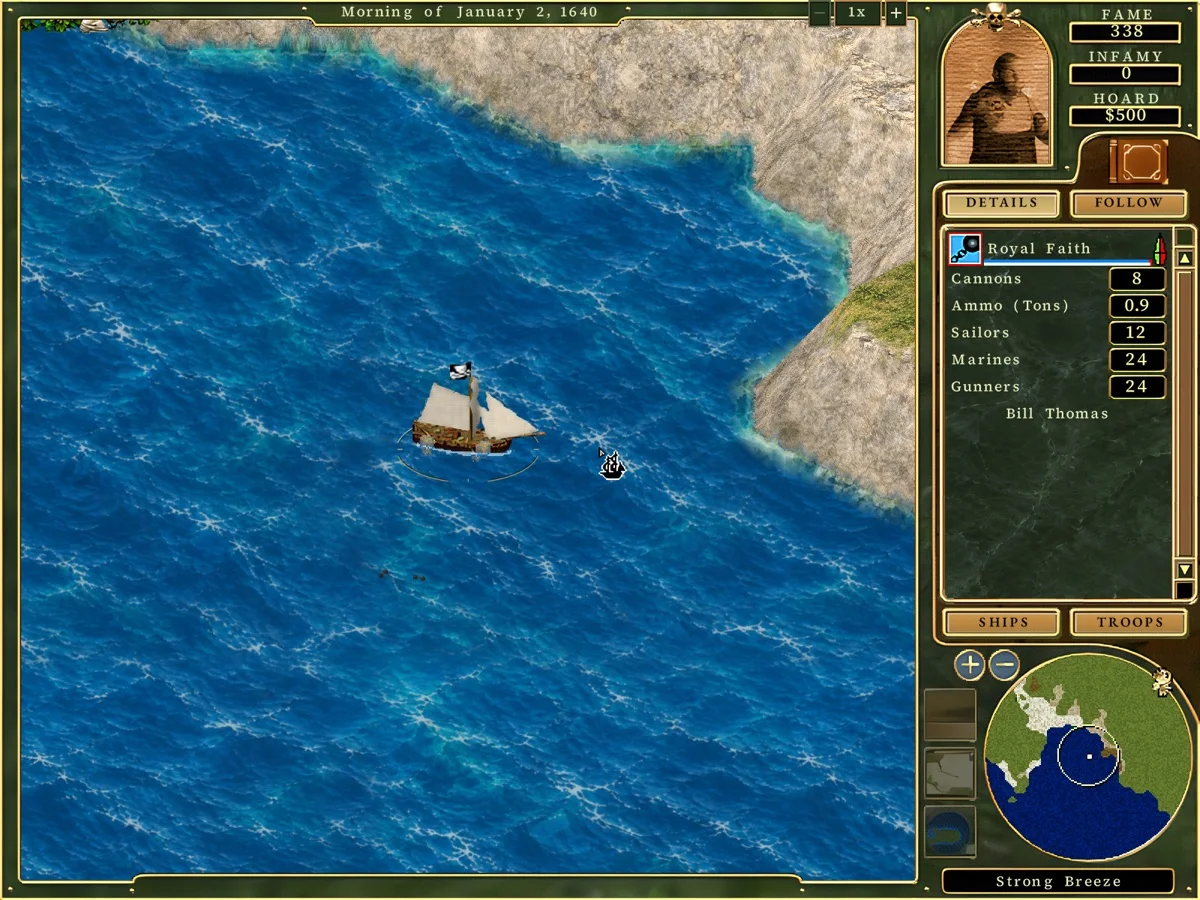 Morning of January 2, 1640
1x
FAME
338
INFAMY
0
HOARD
$500
DETAILS
FOLLOW
Royal Faith
Cannons 8
Ammo (Tons) 0.9
Sailors 12
Marines 24
Gunners 24
Bill Thomas
SHIPS
TROOPS
Strong Breeze